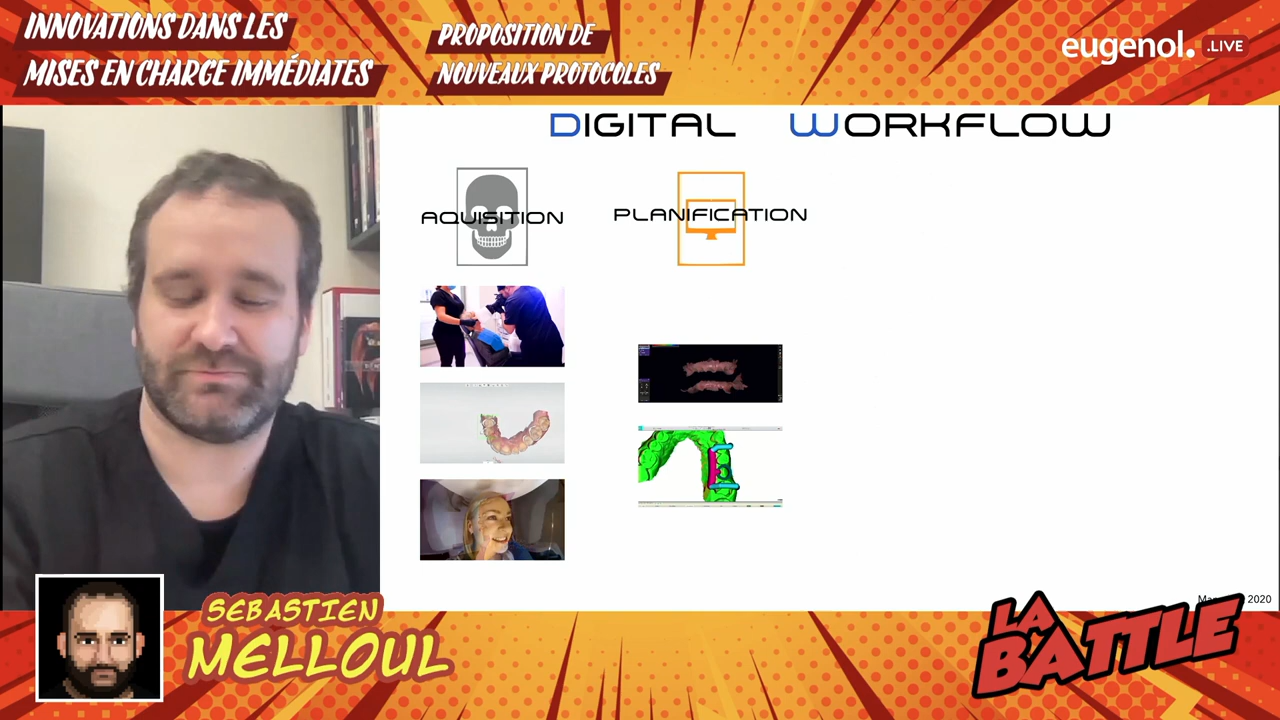 INNOVATIONS DANS LES
MISES EN CHARGE IMMÉDIATES
PROPOSITION DE
NOUVEAUX PROTOCOLES
eugenol. .LIVE
DIGITAL WORKFLOW
AQUISITION
PLANIFICATION
2020
SEBASTIEN
MELLOUL
LA
BATTLE